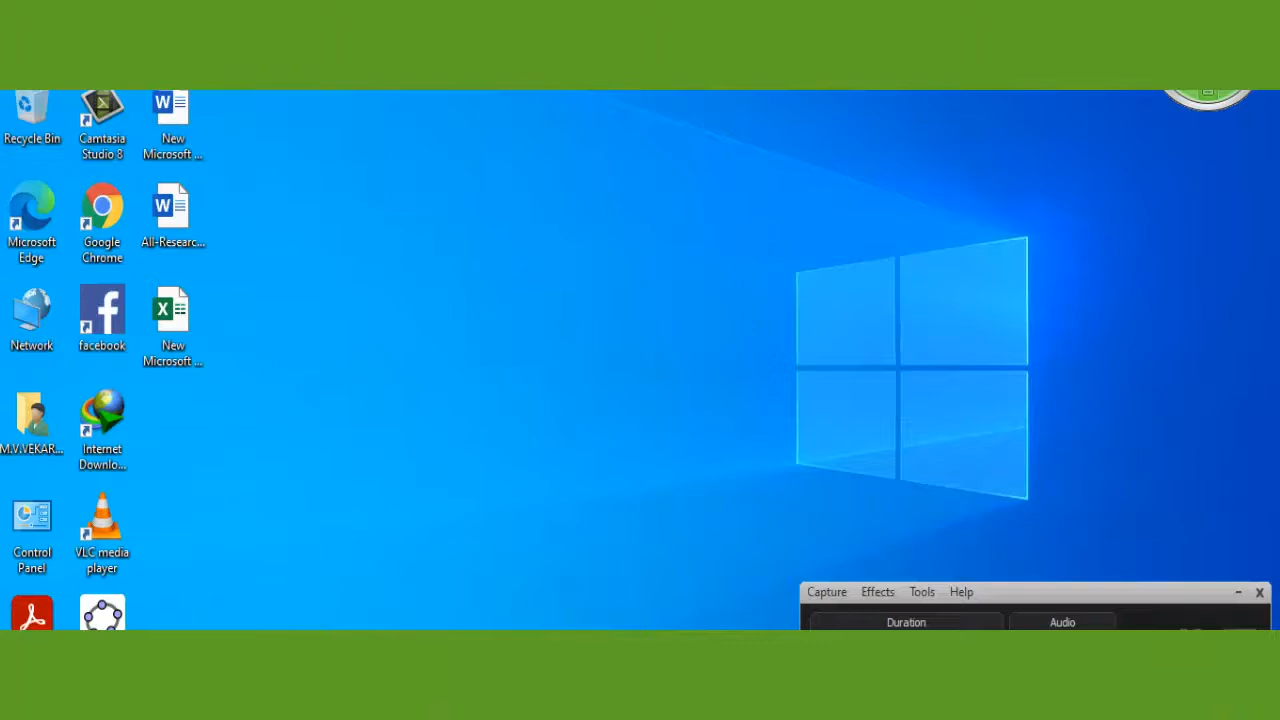 Recycle Bin
Camtasia
Studio 8
New
Microsoft ...
Microsoft
Edge
Google
Chrome
All-Researc...
Network
facebook
New
Microsoft ...
M.V.VEKAR...
Internet
Downlo...
Control
Panel
VLC media
player
Capture Effects Tools Help
Duration Audio